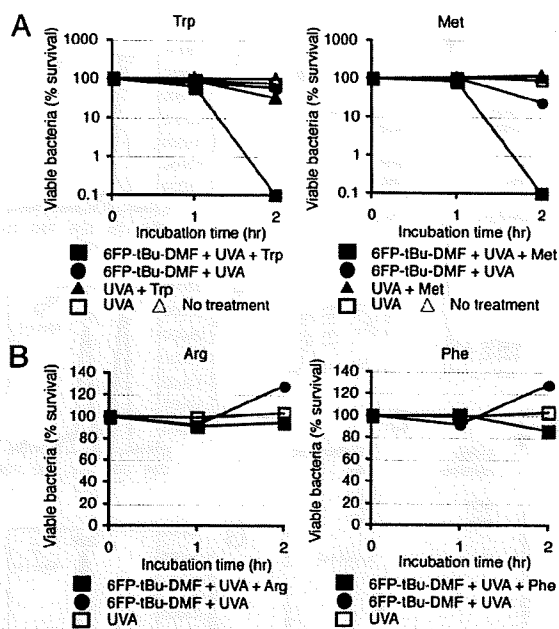 A
Trp
Viable bacteria (% survival)
1000
100
10
1
0.1
0 1 2
Incubation time (hr)
6FP-tBu-DMF + UVA + Trp
6FP-tBu-DMF + UVA
UVA + Trp
UVA No treatment
Met
Viable bacteria (% survival)
1000
100
10
1
0.1
0 1 2
Incubation time (hr)
6FP-tBu-DMF + UVA + Met
6FP-tBu-DMF + UVA
UVA + Met
UVA No treatment
B
Arg
Viable bacteria (% survival)
140
120
100
80
60
40
20
0
0 1 2
Incubation time (hr)
6FP-tBu-DMF + UVA + Arg
6FP-tBu-DMF + UVA
UVA
Phe
Viable bacteria (% survival)
140
120
100
80
60
40
20
0
0 1 2
Incubation time (hr)
6FP-tBu-DMF + UVA + Phe
6FP-tBu-DMF + UVA
UVA